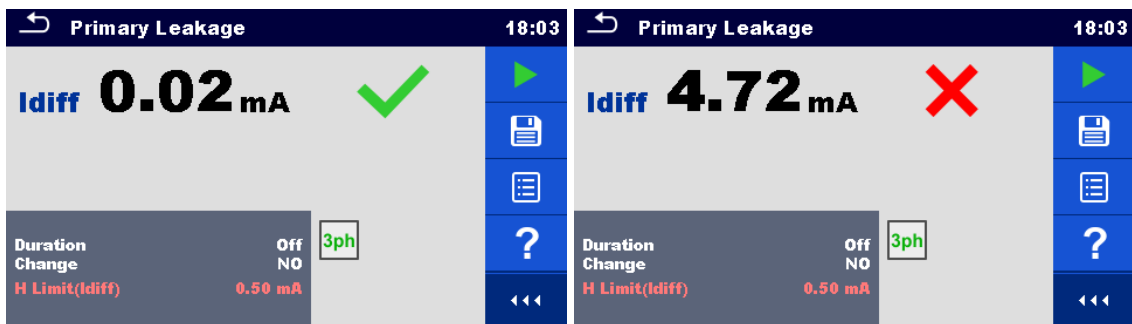 Primary Leakage 18:03
Idiff 0.02 mA
3ph
Duration Off
Change NO
H Limit(Idiff) 0.50 mA
?
Primary Leakage 18:03
Idiff 4.72 mA
3ph
Duration Off
Change NO
H Limit(Idiff) 0.50 mA
?